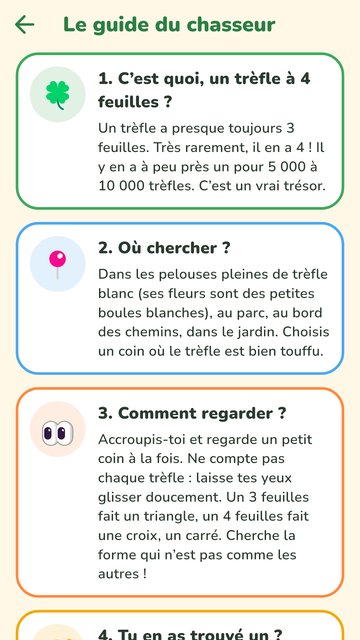 Le guide du chasseur
1. C’est quoi, un trèfle à 4
feuilles ?
Un trèfle a presque toujours 3
feuilles. Très rarement, il en a 4 ! Il
y en a à peu près un pour 5 000 à
10 000 trèfles. C’est un vrai trésor.
2. Où chercher ?
Dans les pelouses pleines de trèfle
blanc (ses fleurs sont des petites
boules blanches), au parc, au bord
des chemins, dans le jardin. Choisis
un coin où le trèfle est bien touffu.
3. Comment regarder ?
Accroupis-toi et regarde un petit
coin à la fois. Ne compte pas
chaque trèfle : laisse tes yeux
glisser doucement. Un 3 feuilles
fait un triangle, un 4 feuilles fait
une croix, un carré. Cherche la
forme qui n’est pas comme les
autres !
4. Tu en as trouvé un ?